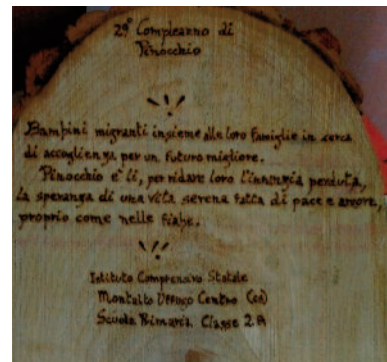 29° Compleanno di
Pinocchio
Bambini migranti insieme alle loro famiglie in cerca
di accoglienza per un futuro migliore.
Pinocchio è lì, per ridare loro l'infanzia perduta,
la speranza di una vita serena fatta di pace e amore,
proprio come nelle fiabe.
Istituto Comprensivo Statale
Montalto Uffugo Centro (CS)
Scuola Primaria Classe 2A